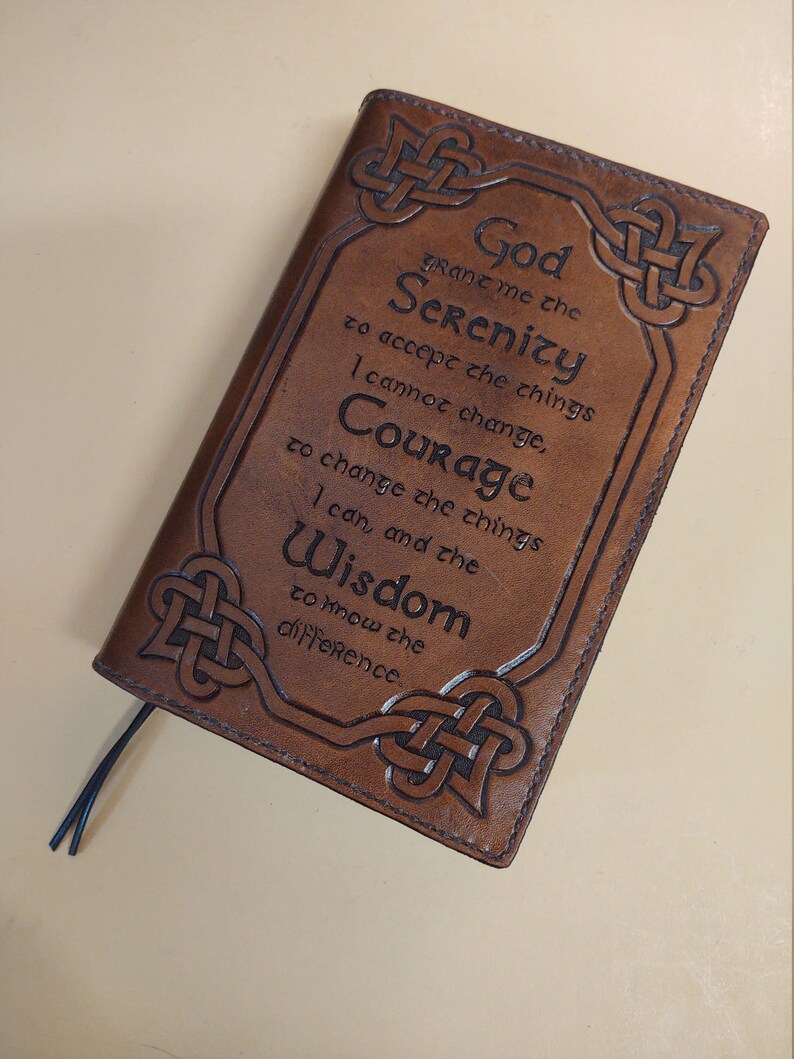 God
grant me the
Serenity
to accept the things
I cannot change,
Courage
to change the things
I can, and the
Wisdom
to know the
difference.